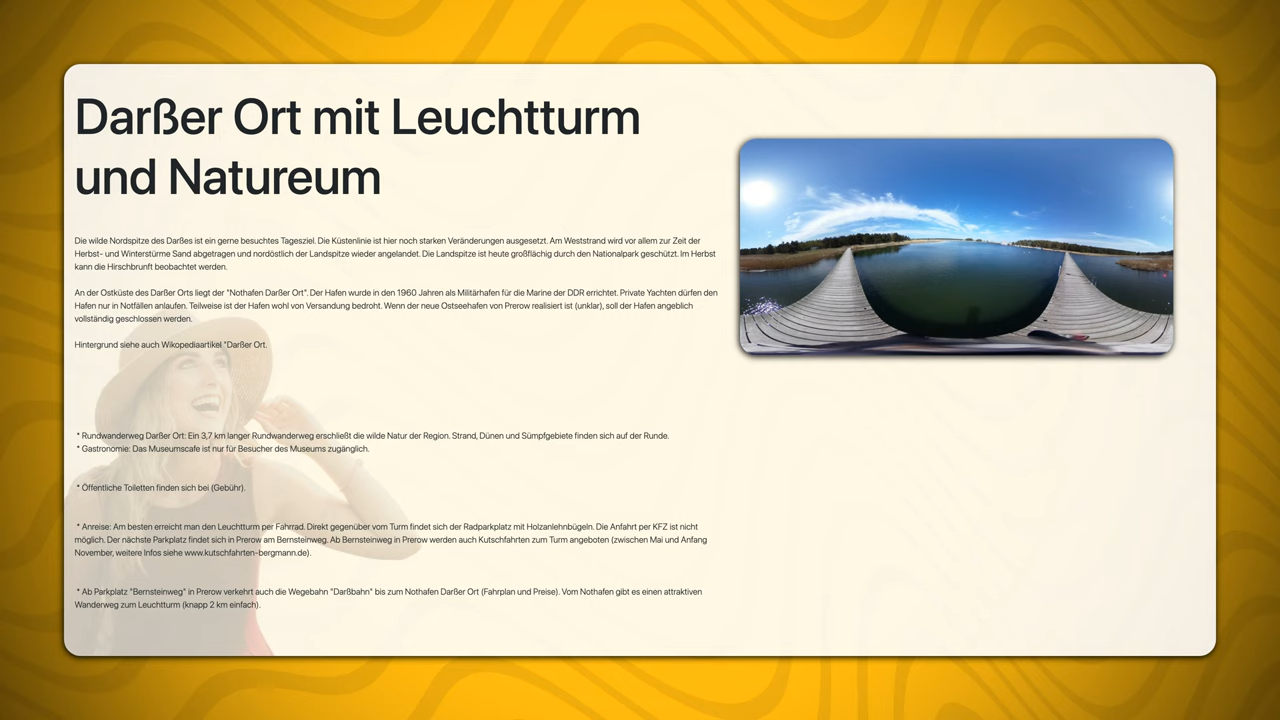 Darßer Ort mit Leuchtturm
und Natureum
Die wilde Nordspitze des Darßes ist ein gerne besuchtes Tagesziel. Die Küstenlinie ist hier noch starken Veränderungen ausgesetzt. Am Weststrand wird vor allem zur Zeit der
Herbst- und Winterstürme Sand abgetragen und nordöstlich der Landspitze wieder angelandet. Die Landspitze ist heute großflächig durch den Nationalpark geschützt. Im Herbst
kann die Hirschbrunft beobachtet werden.
An der Ostküste des Darßer Orts liegt der "Nothafen Darßer Ort". Der Hafen wurde in den 1960 Jahren als Militärhafen für die Marine der DDR errichtet. Private Yachten dürfen den
Hafen nur in Notfällen anlaufen. Teilweise ist der Hafen wohl von Versandung bedroht. Wenn der neue Ostseehafen von Prerow realisiert ist (unklar), soll der Hafen angeblich
vollständig geschlossen werden.
Hintergrund siehe auch Wikopediaartikel "Darßer Ort.
* Rundwanderweg Darßer Ort: Ein 3,7 km langer Rundwanderweg erschließt die wilde Natur der Region. Strand, Dünen und Sümpfgebiete finden sich auf der Runde.
* Gastronomie: Das Museumscafe ist nur für Besucher des Museums zugänglich.
* Öffentliche Toiletten finden sich bei (Gebühr).
* Anreise: Am besten erreicht man den Leuchtturm per Fahrrad. Direkt gegenüber vom Turm findet sich der Radparkplatz mit Holzanlehnbügeln. Die Anfahrt per KFZ ist nicht
möglich. Der nächste Parkplatz findet sich in Prerow am Bernsteinweg. Ab Bernsteinweg in Prerow werden auch Kutschfahrten zum Turm angeboten (zwischen Mai und Anfang
November, weitere Infos siehe www.kutschfahrten-bergmann.de).
* Ab Parkplatz "Bernsteinweg" in Prerow verkehrt auch die Wegebahn "Darßbahn" bis zum Nothafen Darßer Ort (Fahrplan und Preise). Vom Nothafen gibt es einen attraktiven
Wanderweg zum Leuchtturm (knapp 2 km einfach).